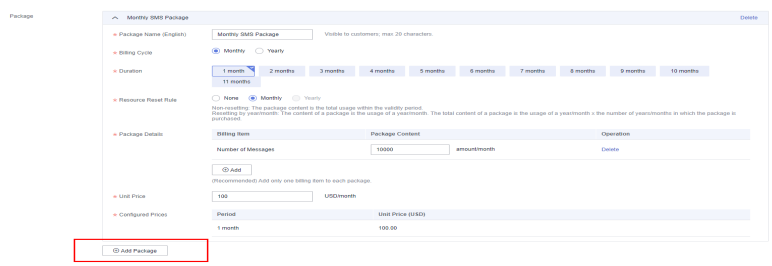 Package
Monthly SMS Package
Delete
Package Name (English)
Monthly SMS Package
Visible to customers; max 20 characters.
Billing Cycle
Monthly
Yearly
Duration
1 month
2 months
3 months
4 months
5 months
6 months
7 months
8 months
9 months
10 months
11 months
Resource Reset Rule
None
Monthly
Yearly
Non-resetting: The package content is the total usage within the validity period.
Resetting by year/month: The content of a package is the usage of a year/month. The total content of a package is the usage of a year/month x the number of years/months in which the package is
purchased.
Package Details
Billing Item
Package Content
Operation
Number of Messages
10000
amount/month
Delete
Add
(Recommended) Add only one billing item to each package.
Unit Price
100
USD/month
Configured Prices
Period
Unit Price (USD)
1 month
100.00
Add Package